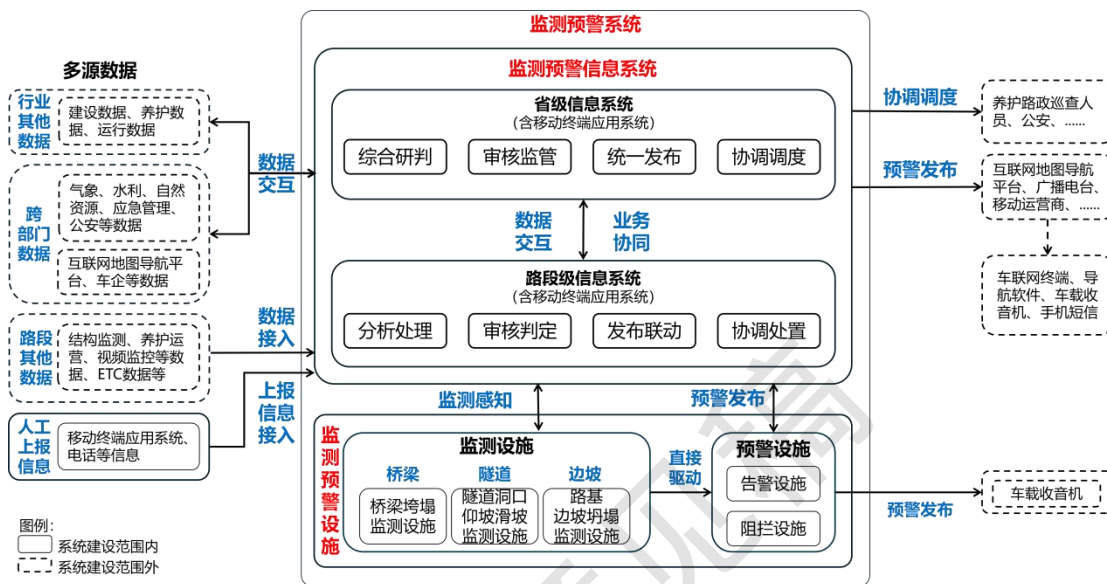 监测预警系统
多源数据
行业
其他
数据
建设数据、养护数
据、运行数据
跨
部门
数据
气象、水利、自然
资源、应急管理、
公安等数据
互联网地图导航平
台、车企等数据
路段
其他
数据
结构监测、养护运
营、视频监控等数
据、ETC数据等
人工
上报
信息
移动终端应用系统、
电话等信息
图例：
系统建设范围内
系统建设范围外
数据
交互
数据
接入
上报
信息
接入
监测预警信息系统
省级信息系统
(含移动终端应用系统)
综合研判
审核监管
统一发布
协调调度
数据
交互
业务
协同
路段级信息系统
(含移动终端应用系统)
分析处理
审核判定
发布联动
协调处置
监测感知
预警发布
监测预警设施
监测设施
桥梁
隧道
边坡
桥梁垮塌
监测设施
隧道洞口
仰坡滑坡
监测设施
路基
边坡坍塌
监测设施
直接
驱动
预警设施
告警设施
阻拦设施
协调调度
养护路政巡查人
员、公安、......
预警发布
互联网地图导航
平台、广播电台、
移动运营商、......
车联网终端、导
航软件、车载收
音机、手机短信
预警发布
车载收音机
见稿